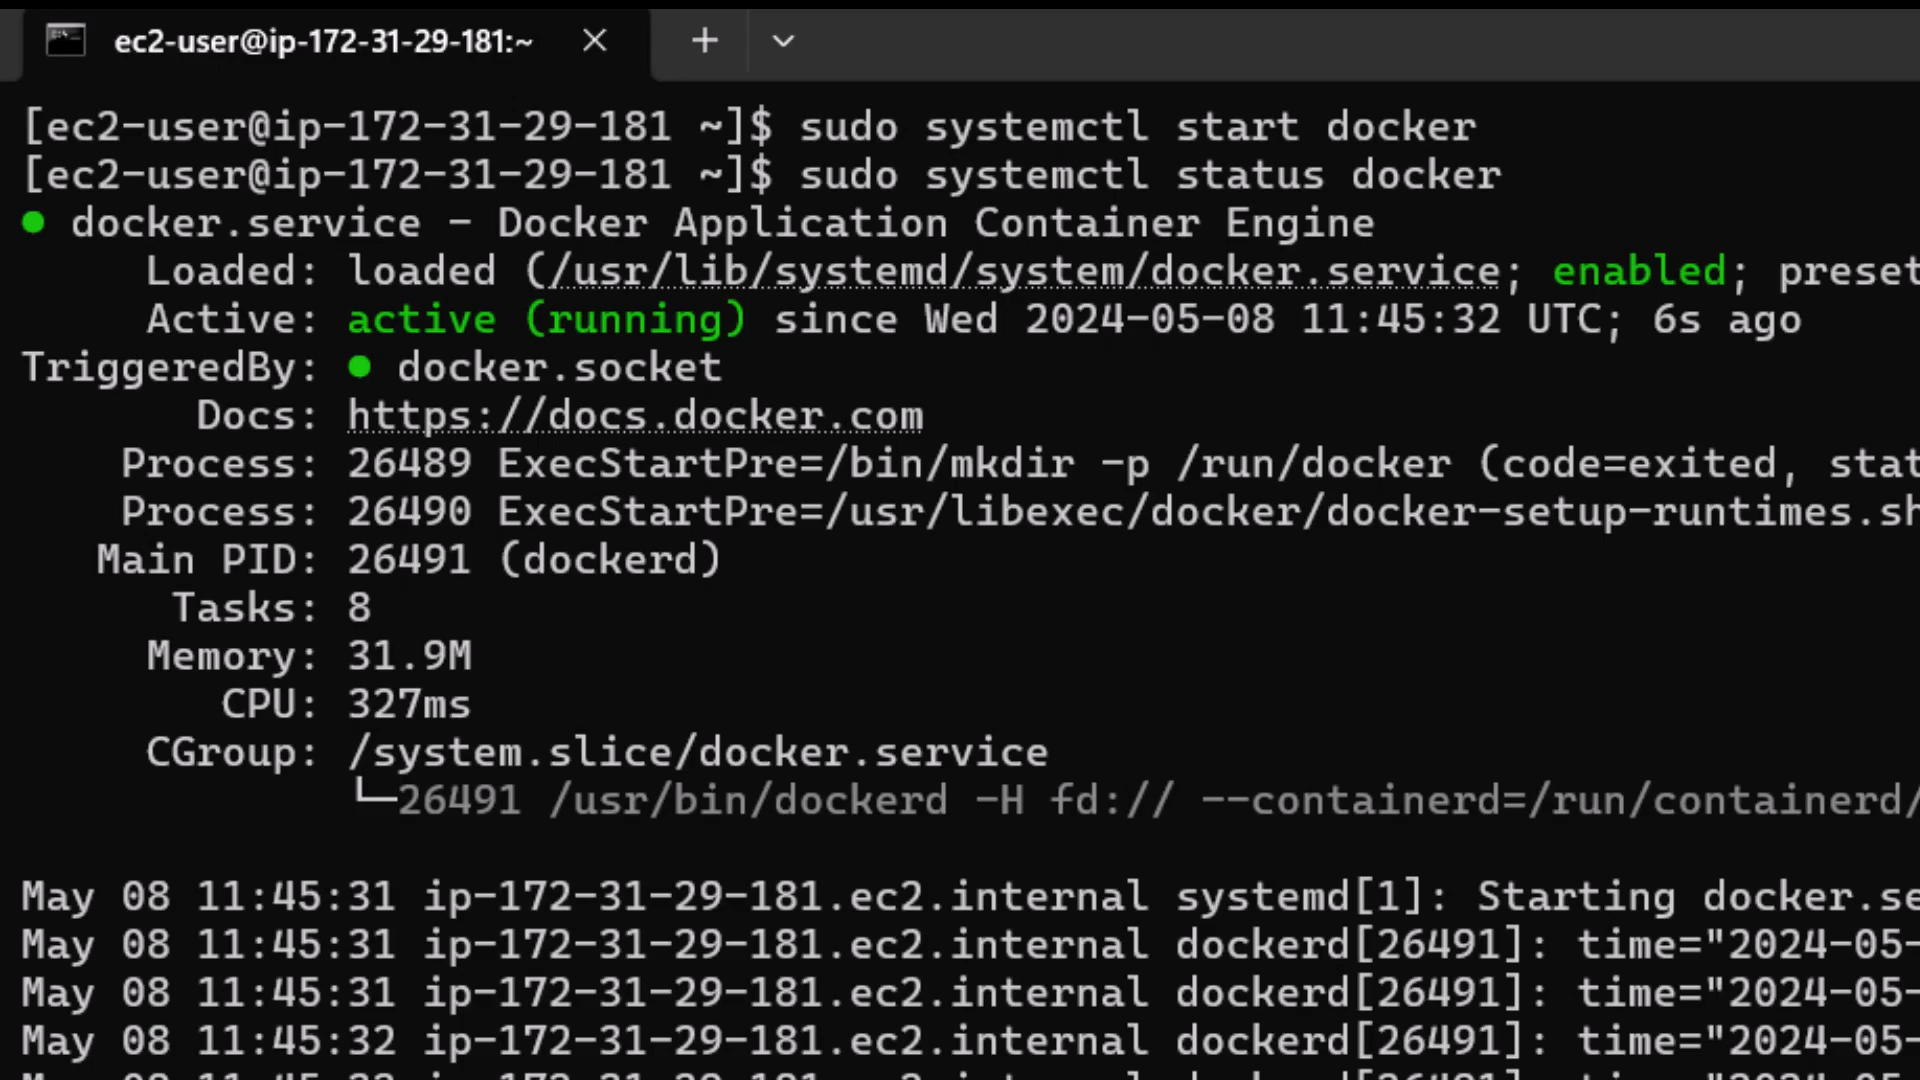 ec2-user@ip-172-31-29-181:~
[ec2-user@ip-172-31-29-181 ~]$ sudo systemctl start docker
[ec2-user@ip-172-31-29-181 ~]$ sudo systemctl status docker
● docker.service - Docker Application Container Engine
Loaded: loaded (/usr/lib/systemd/system/docker.service; enabled; preset
Active: active (running) since Wed 2024-05-08 11:45:32 UTC; 6s ago
TriggeredBy: ● docker.socket
Docs: https://docs.docker.com
Process: 26489 ExecStartPre=/bin/mkdir -p /run/docker (code=exited, stat
Process: 26490 ExecStartPre=/usr/libexec/docker/docker-setup-runtimes.sh
Main PID: 26491 (dockerd)
Tasks: 8
Memory: 31.9M
CPU: 327ms
CGroup: /system.slice/docker.service
└─26491 /usr/bin/dockerd -H fd:// --containerd=/run/containerd/
May 08 11:45:31 ip-172-31-29-181.ec2.internal systemd[1]: Starting docker.se
May 08 11:45:31 ip-172-31-29-181.ec2.internal dockerd[26491]: time="2024-05-
May 08 11:45:31 ip-172-31-29-181.ec2.internal dockerd[26491]: time="2024-05-
May 08 11:45:32 ip-172-31-29-181.ec2.internal dockerd[26491]: time="2024-05-